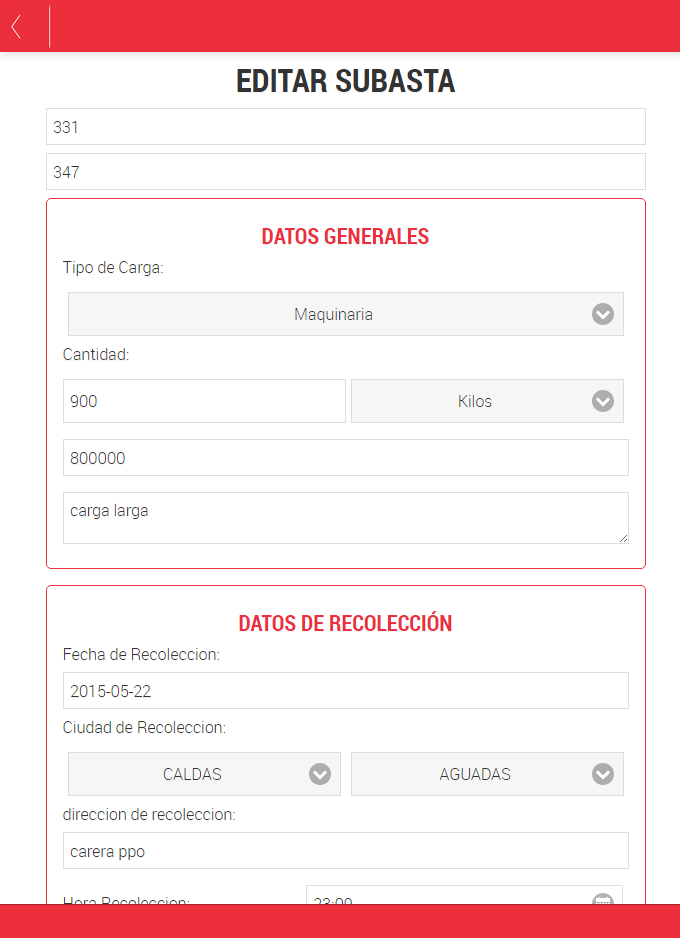 EDITAR SUBASTA
331
347
DATOS GENERALES
Tipo de Carga:
Maquinaria
Cantidad:
900 Kilos
800000
carga larga
DATOS DE RECOLECCIÓN
Fecha de Recoleccion:
2015-05-22
Ciudad de Recoleccion:
CALDAS AGUADAS
direccion de recoleccion:
carera ppo
Hora Recoleccion: 23:09